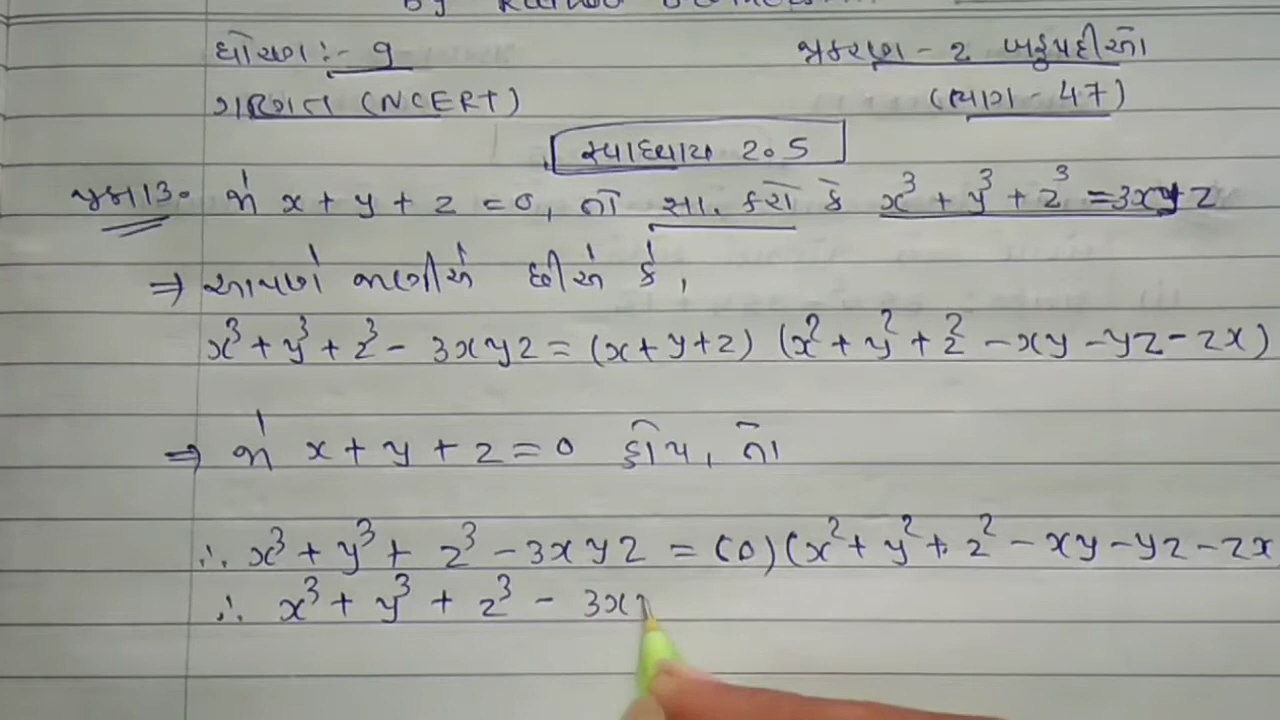 By
ધોરણ :- 9
પ્રકરણ - 2 બહુપદીઓ
ગણિત (NCERT)
(ભાગ - 47)
સ્વાધ્યાય 2.5
પ્રશ્ન 13. જો x + y + z = 0, તો સા. કરો કે x³ + y³ + z³ = 3xyz
⇒ આપણે જાણીએ છીએ કે,
x³ + y³ + z³ - 3xyz = (x+y+z) (x² + y² + z² - xy - yz - zx)
⇒ જો x + y + z = 0 હોય, તો
∴ x³ + y³ + z³ - 3xyz = (0)(x² + y² + z² - xy - yz - zx
∴ x³ + y³ + z³ - 3x